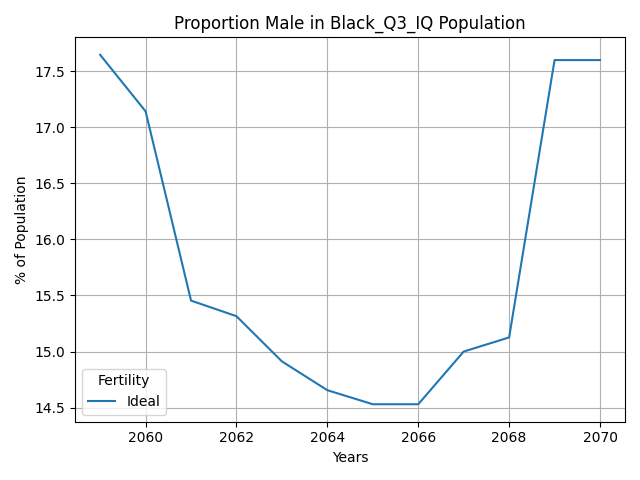 Proportion Male in Black_Q3_IQ Population
% of Population
17.5
17.0
16.5
16.0
15.5
15.0
14.5
Fertility
Ideal
2060 2062 2064 2066 2068 2070
Years